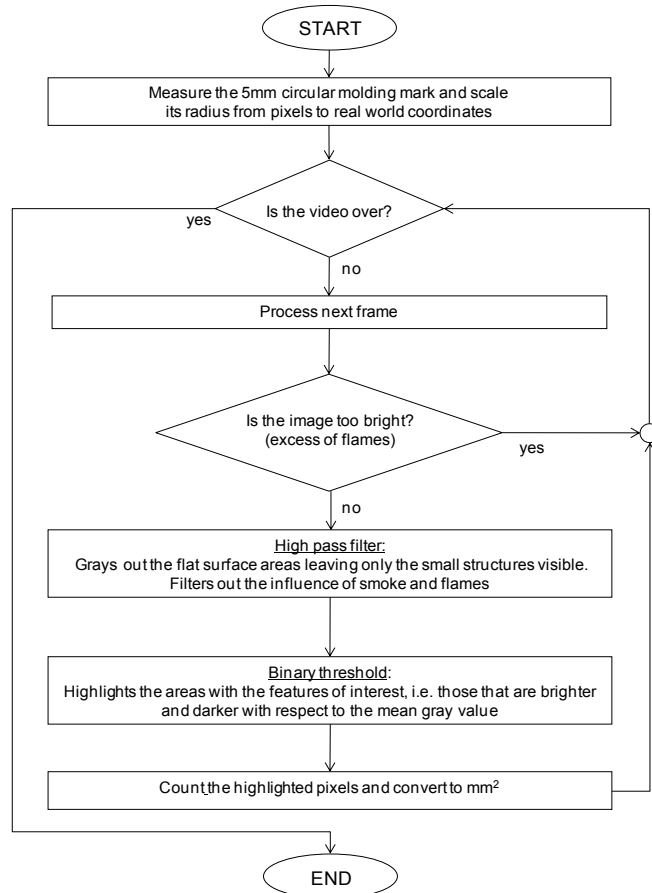 START
Measure the 5mm circular molding mark and scale
its radius from pixels to real world coordinates
Is the video over?
yes
no
Process next frame
Is the image too bright?
(excess of flames)
yes
no
High pass filter:
Grays out the flat surface areas leaving only the small structures visible.
Filters out the influence of smoke and flames
Binary threshold:
Highlights the areas with the features of interest, i.e. those that are brighter
and darker with respect to the mean gray value
Count the highlighted pixels and convert to mm²
END